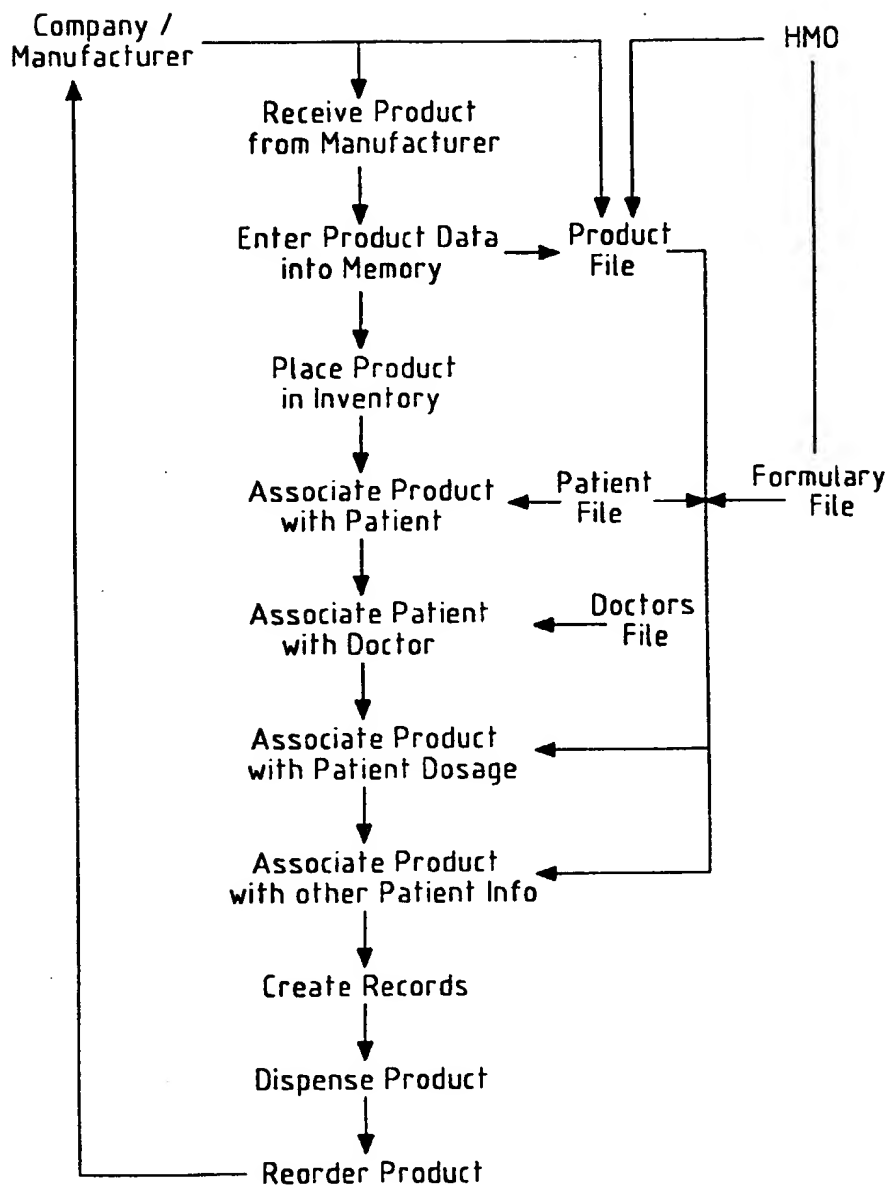 Company /
Manufacturer
HMO
Receive Product
from Manufacturer
Enter Product Data
into Memory
Product
File
Place Product
in Inventory
Associate Product
with Patient
Patient
File
Formulary
File
Associate Patient
with Doctor
Doctors
File
Associate Product
with Patient Dosage
Associate Product
with other Patient Info
Create Records
Dispense Product
Reorder Product